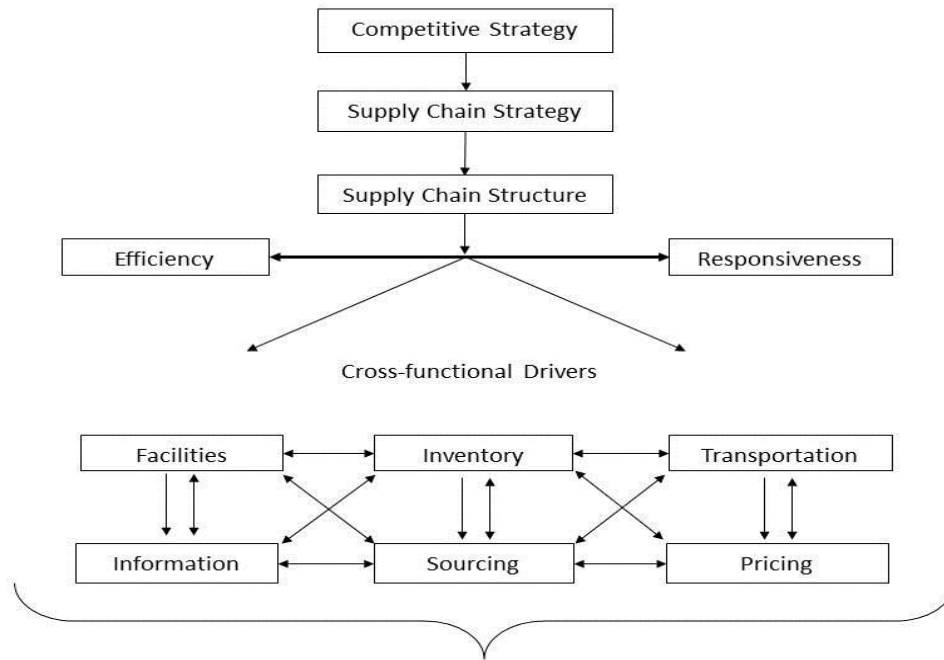 Competitive Strategy
Supply Chain Strategy
Supply Chain Structure
Efficiency
Responsiveness
Cross-functional Drivers
Facilities
Inventory
Transportation
Information
Sourcing
Pricing